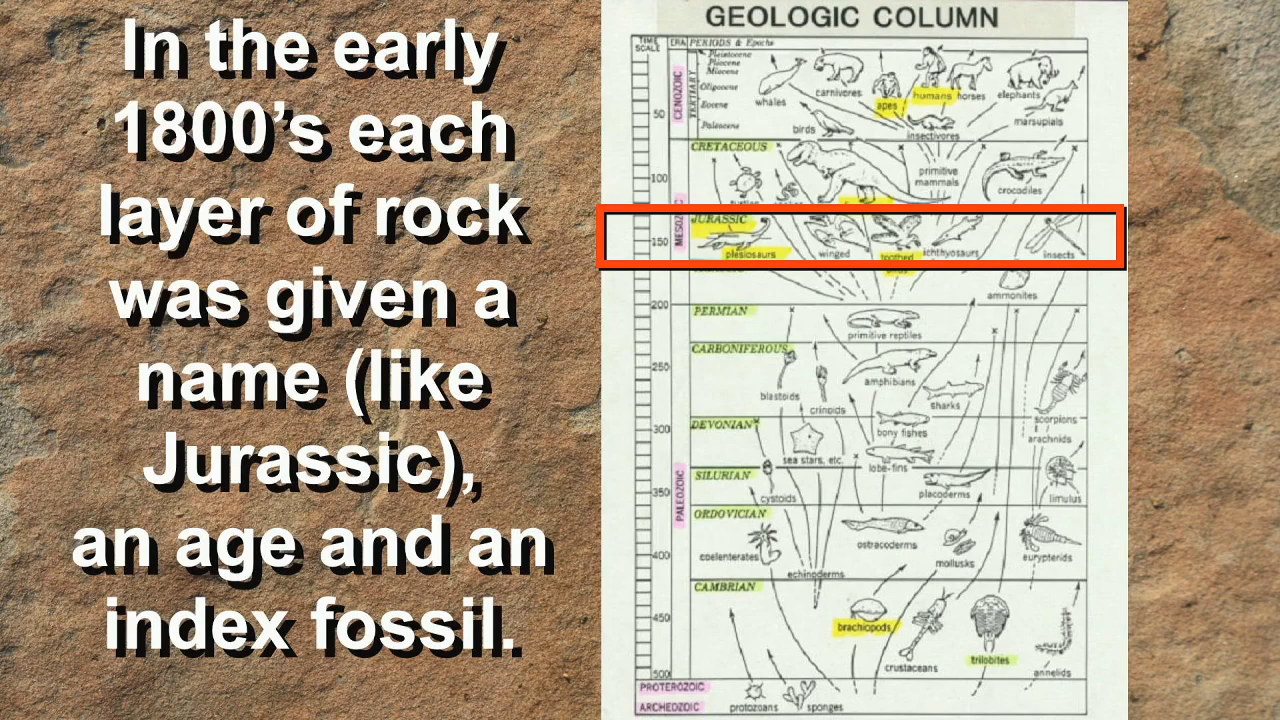 In the early
1800's each
layer of rock
was given a
name (like
Jurassic),
an age and an
index fossil.
GEOLOGIC COLUMN
TIME SCALE
ERA
PERIODS & Epochs
CENOZOIC
TERTIARY
Pleistocene
Pliocene
Miocene
Oligocene
Eocene
Paleocene
50
whales
carnivores
apes
humans
horses
elephants
marsupials
birds
insectivores
CRETACEOUS
100
primitive
mammals
crocodiles
JURASSIC
150
plesiosaurs
winged
toothed
birds
ichthyosaurs
insects
ammonites
200
PERMIAN
primitive reptiles
CARBONIFEROUS
250
amphibians
blastoids
crinoids
sharks
scorpions
300
DEVONIAN
bony fishes
arachnids
sea stars, etc.
lobe-fins
PALEOZOIC
SILURIAN
placoderms
350
cystoids
limulus
ORDOVICIAN
ostracoderms
400
coelenterates
mollusks
eurypterids
echinoderms
CAMBRIAN
450
brachiopods
trilobites
crustaceans
annelids
500
PROTEROZOIC
ARCHEOZOIC
protozoans
sponges